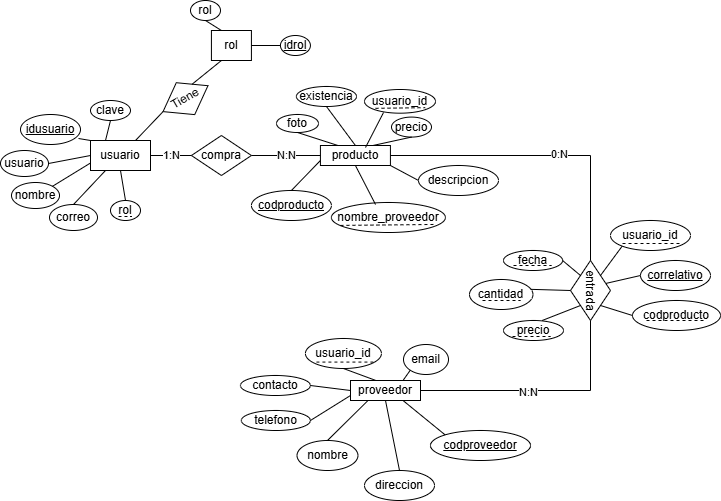 rol
rol
idrol
Tiene
existencia
usuario_id
clave
foto
precio
idusuario
usuario
usuario
1:N
compra
N:N
producto
0:N
descripcion
nombre
codproducto
correo
rol
nombre_proveedor
usuario_id
fecha
correlativo
entrada
cantidad
codproducto
precio
usuario_id
email
contacto
proveedor
N:N
telefono
codproveedor
nombre
direccion